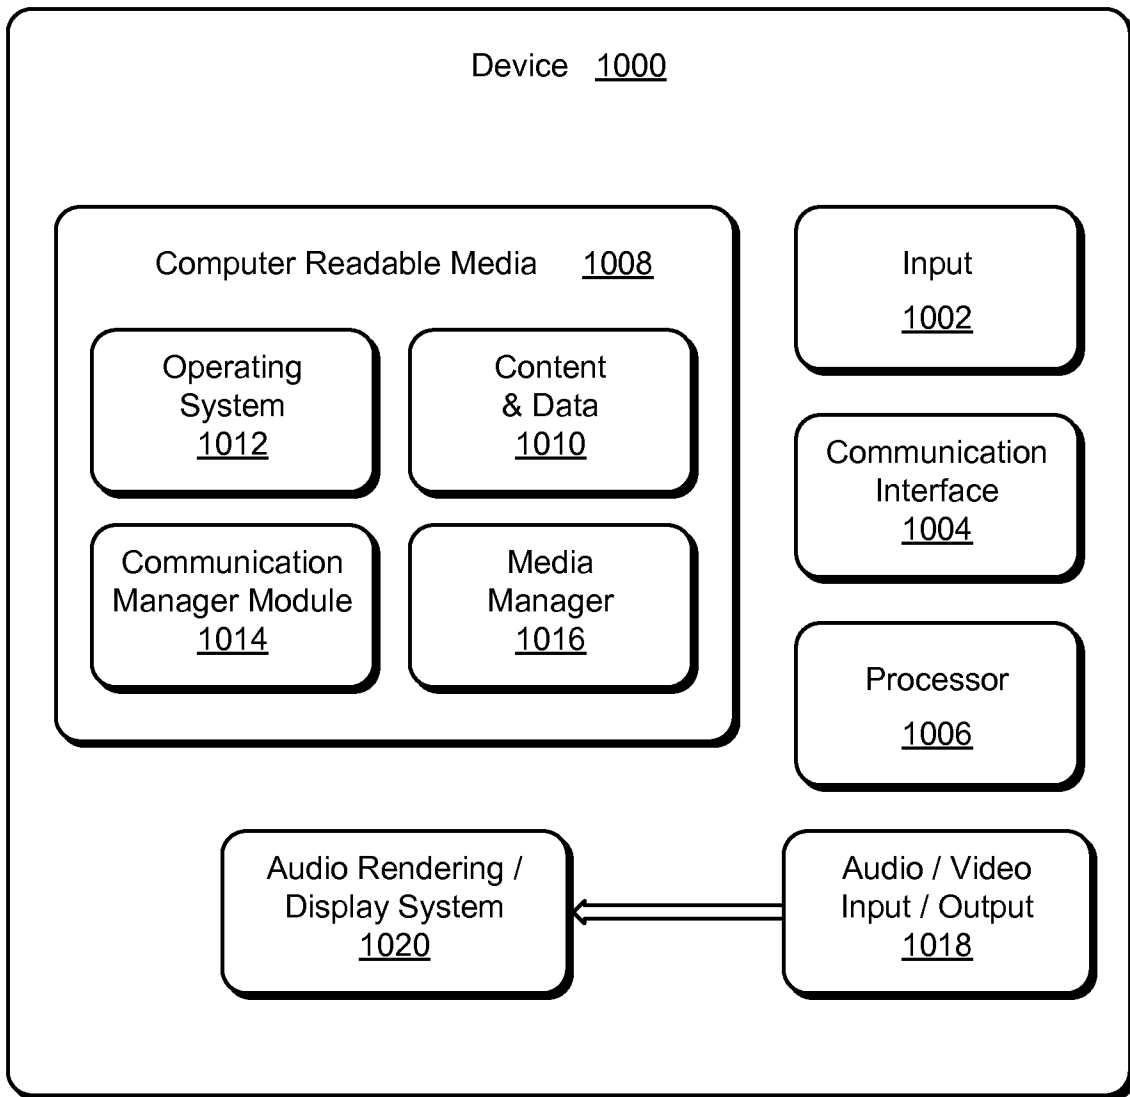 Device 1000
Computer Readable Media 1008
Operating
System
1012
Content
& Data
1010
Communication
Manager Module
1014
Media
Manager
1016
Input
1002
Communication
Interface
1004
Processor
1006
Audio Rendering /
Display System
1020
Audio / Video
Input / Output
1018